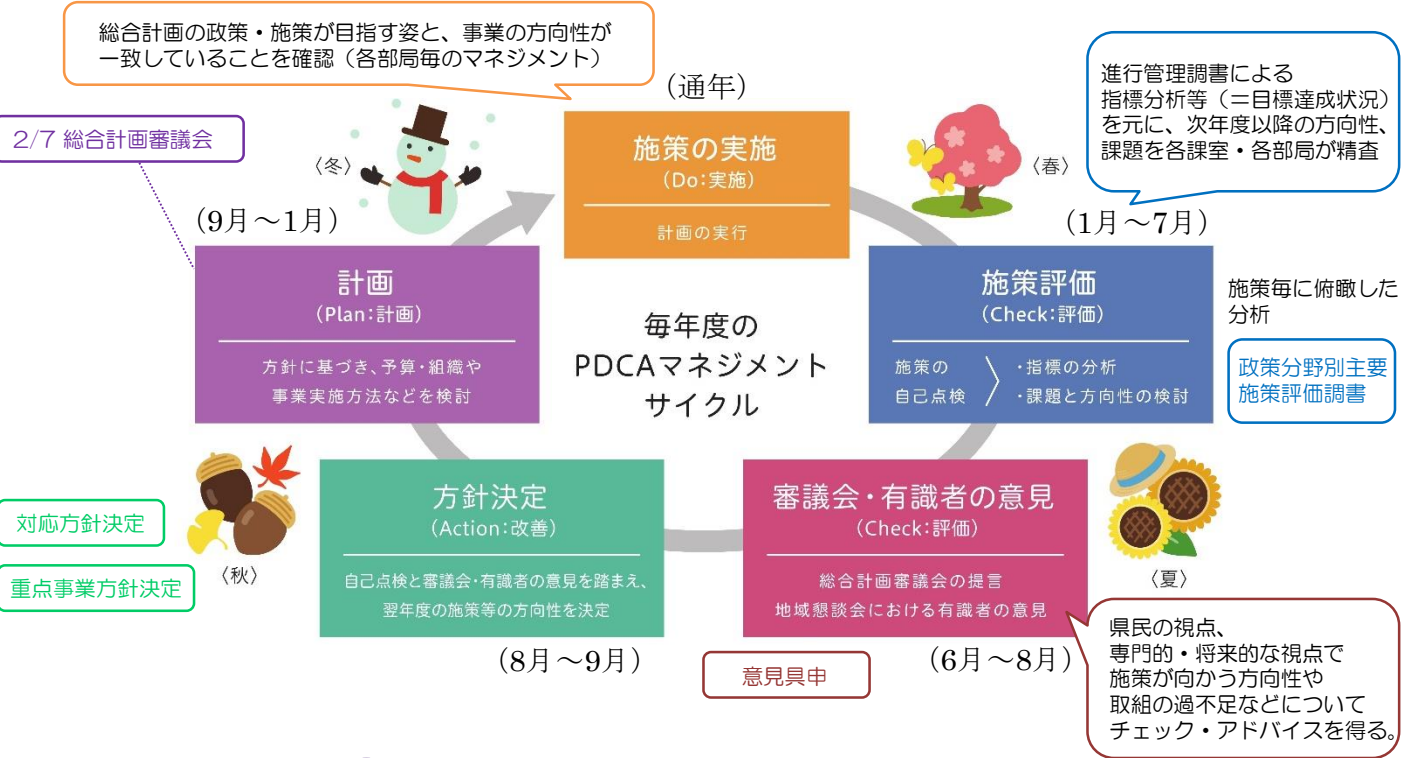 総合計画の政策・施策が目指す姿と、事業の方向性が
一致していることを確認（各部局毎のマネジメント）
（通年）
進行管理調書による
指標分析等（＝目標達成状況）
を元に、次年度以降の方向性、
課題を各課室・各部局が精査
2/7 総合計画審議会
〈冬〉
施策の実施
(Do:実施)
計画の実行
〈春〉
（9月～1月）
（1月～7月）
計画
(Plan:計画)
方針に基づき、予算・組織や
事業実施方法などを検討
毎年度の
PDCAマネジメント
サイクル
施策評価
(Check:評価)
施策の
自己点検
・指標の分析
・課題と方向性の検討
施策毎に俯瞰した
分析
政策分野別主要
施策評価調書
対応方針決定
重点事業方針決定
〈秋〉
方針決定
(Action:改善)
自己点検と審議会・有識者の意見を踏まえ、
翌年度の施策等の方向性を決定
審議会・有識者の意見
(Check:評価)
総合計画審議会の提言
地域懇談会における有識者の意見
〈夏〉
（8月～9月）
意見具申
（6月～8月）
県民の視点、
専門的・将来的な視点で
施策が向かう方向性や
取組の過不足などについて
チェック・アドバイスを得る。